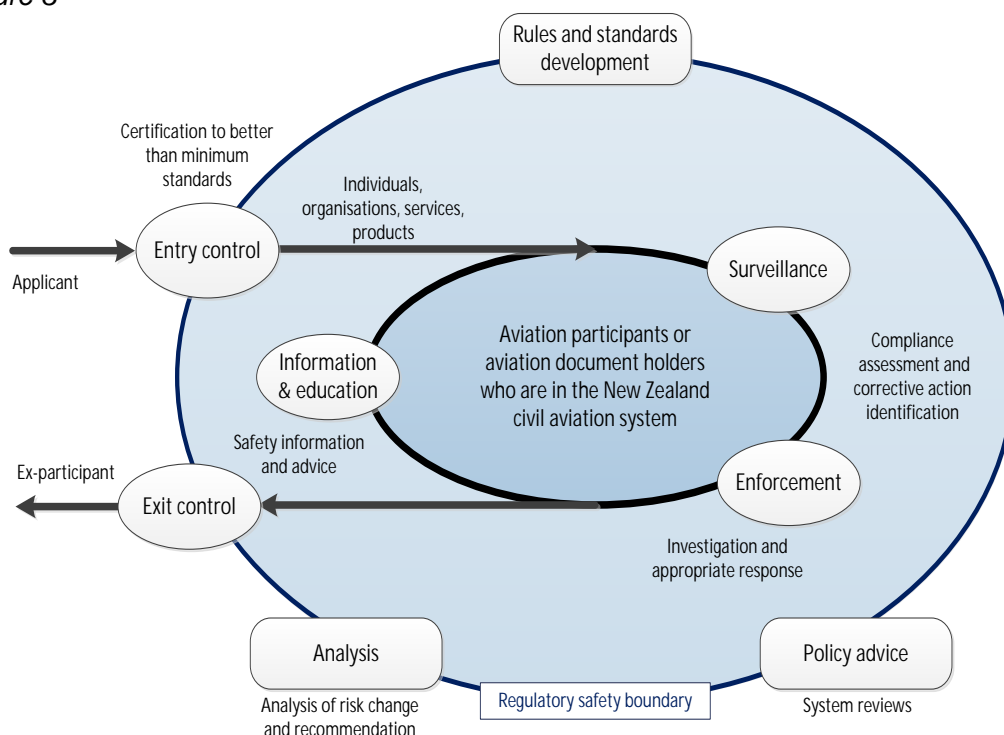 Rules and standards
development
Certification to better
than minimum
standards
Individuals,
organisations, services,
products
Entry control
Applicant
Surveillance
Aviation participants or
aviation document holders
who are in the New Zealand
civil aviation system
Information
& education
Compliance
assessment and
corrective action
identification
Safety information
and advice
Ex-participant
Exit control
Enforcement
Investigation and
appropriate response
Analysis
Policy advice
Regulatory safety boundary
Analysis of risk change
and recommendation
System reviews